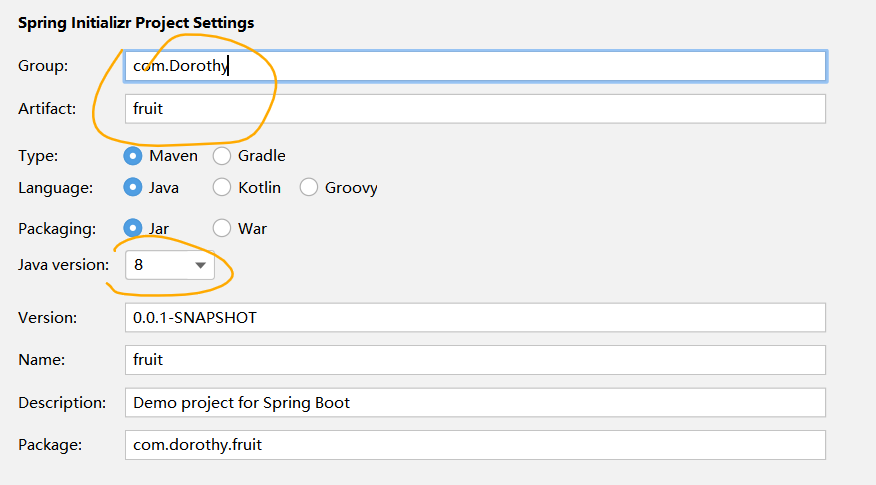 Spring Initializr Project Settings
Group: com.Dorothy
Artifact: fruit
Type: Maven Gradle
Language: Java Kotlin Groovy
Packaging: Jar War
Java version: 8
Version: 0.0.1-SNAPSHOT
Name: fruit
Description: Demo project for Spring Boot
Package: com.dorothy.fruit